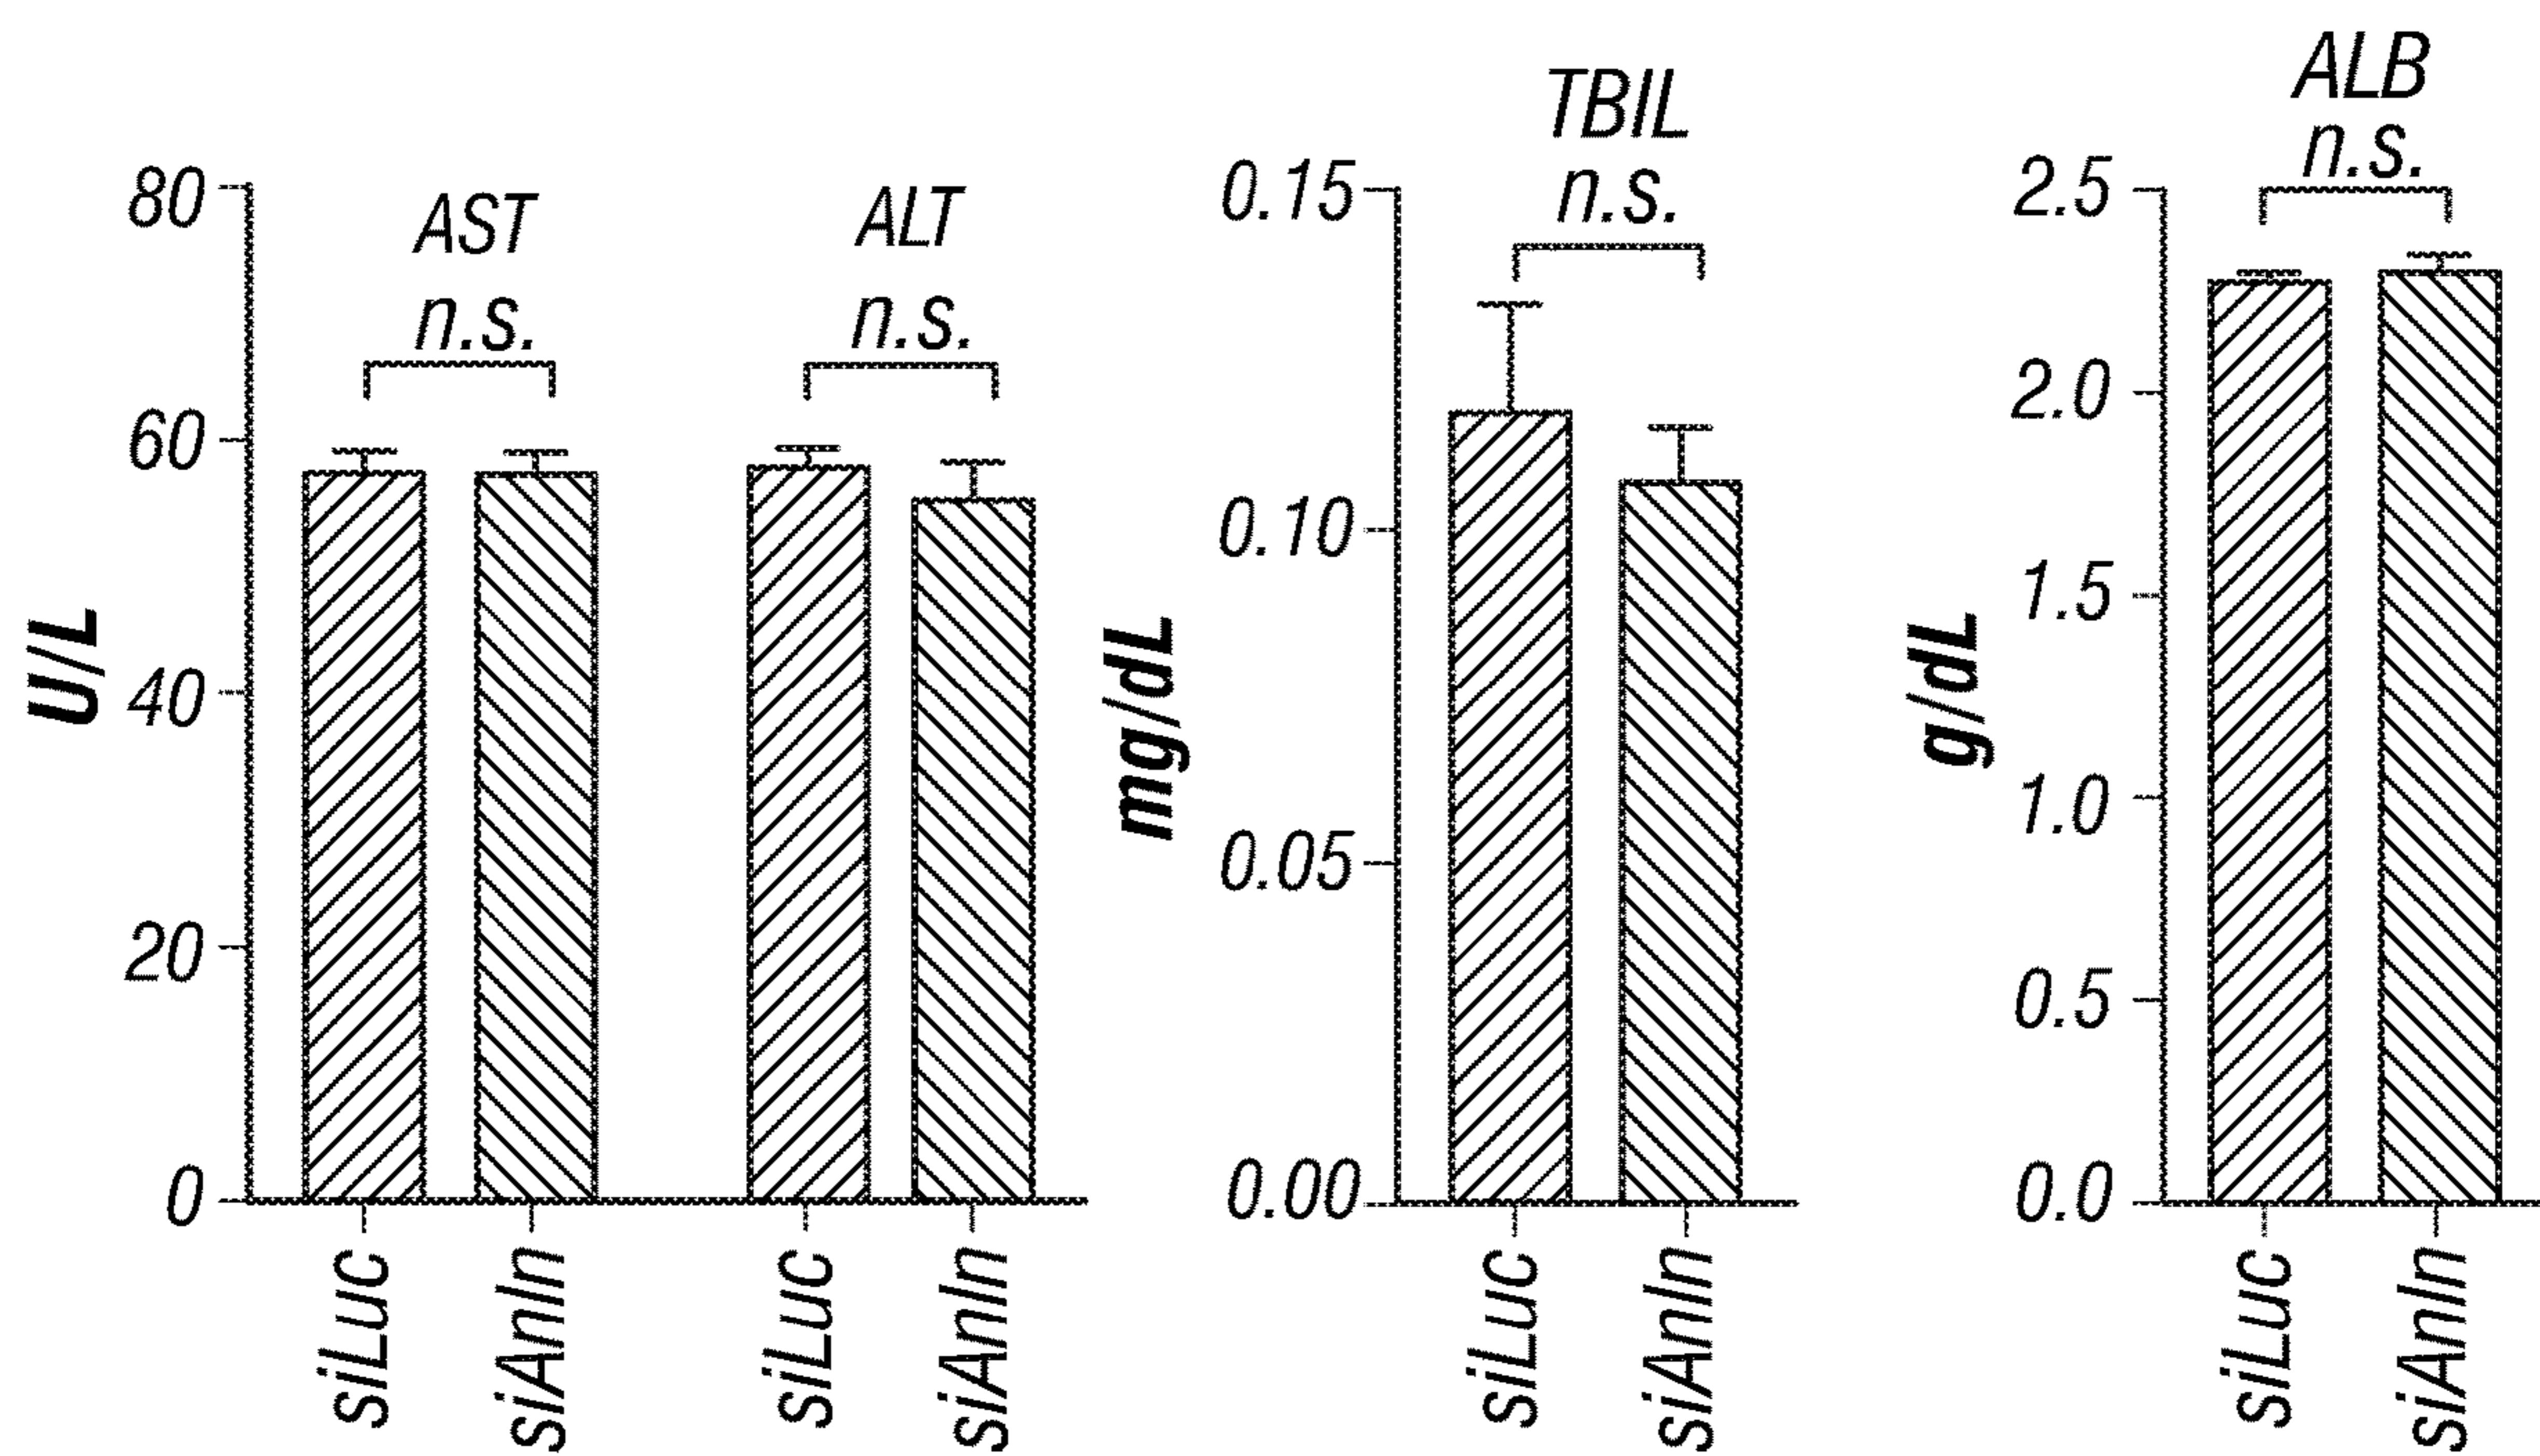 U/L
80
60
40
20
0
AST
n.s.
ALT
n.s.
siLuc
siAnln
siLuc
siAnln
mg/dL
0.15
0.10
0.05
0.00
TBIL
n.s.
siLuc
siAnln
g/dL
2.5
2.0
1.5
1.0
0.5
0.0
ALB
n.s.
siLuc
siAnln